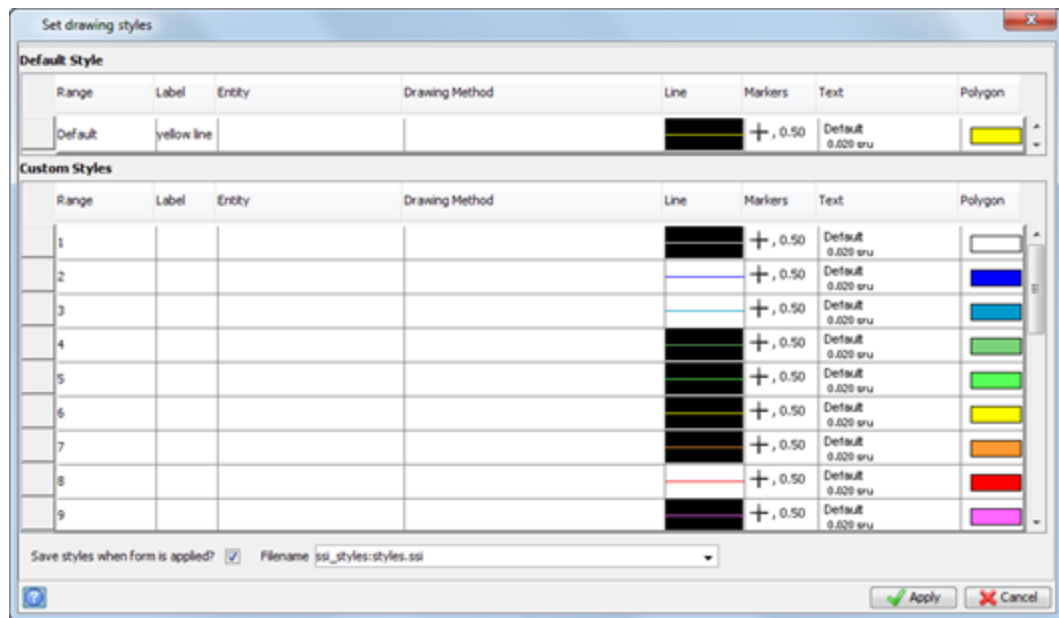 Set drawing styles
Default Style
Range Label Entity Drawing Method Line Markers Text Polygon
Default yellow line , 0.50 Default
0.020 sru
Custom Styles
Range Label Entity Drawing Method Line Markers Text Polygon
1 , 0.50 Default
0.020 sru
2 , 0.50 Default
0.020 sru
3 , 0.50 Default
0.020 sru
4 , 0.50 Default
0.020 sru
5 , 0.50 Default
0.020 sru
6 , 0.50 Default
0.020 sru
7 , 0.50 Default
0.020 sru
8 , 0.50 Default
0.020 sru
9 , 0.50 Default
0.020 sru
Save styles when form is applied? Filename ssi_styles:styles.ssi
? Apply Cancel